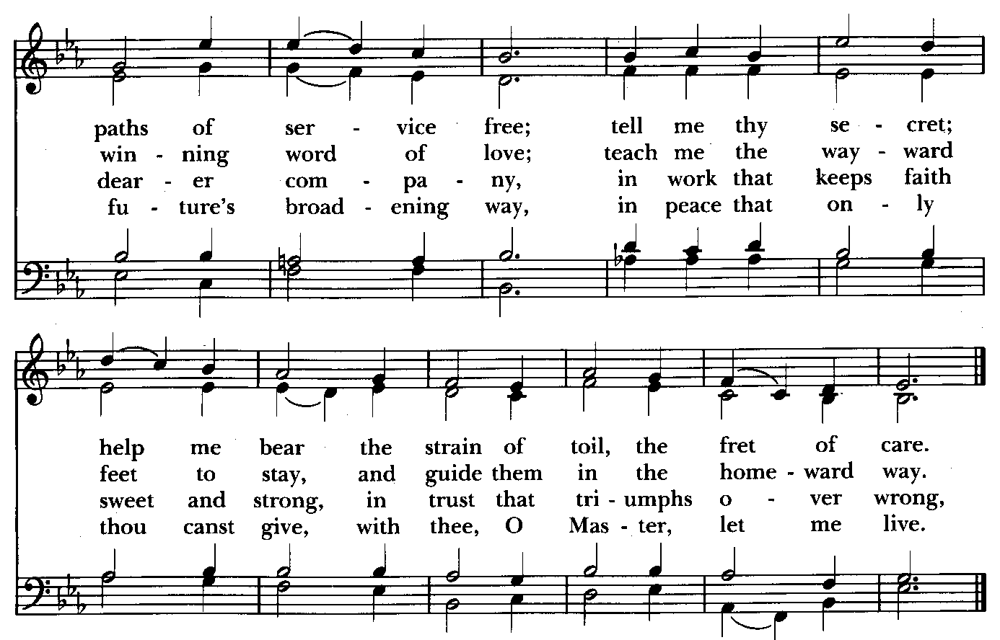 paths of ser - vice free; tell me thy se - cret;
win - ning word of love; teach me the way - ward
dear - er com - pa - ny, in work that keeps faith
fu - ture's broad - ening way, in peace that on - ly
help me bear the strain of toil, the fret of care.
feet to stay, and guide them in the home - ward way.
sweet and strong, in trust that tri - umphs o - ver wrong,
thou canst give, with thee, O Mas - ter, let me live.